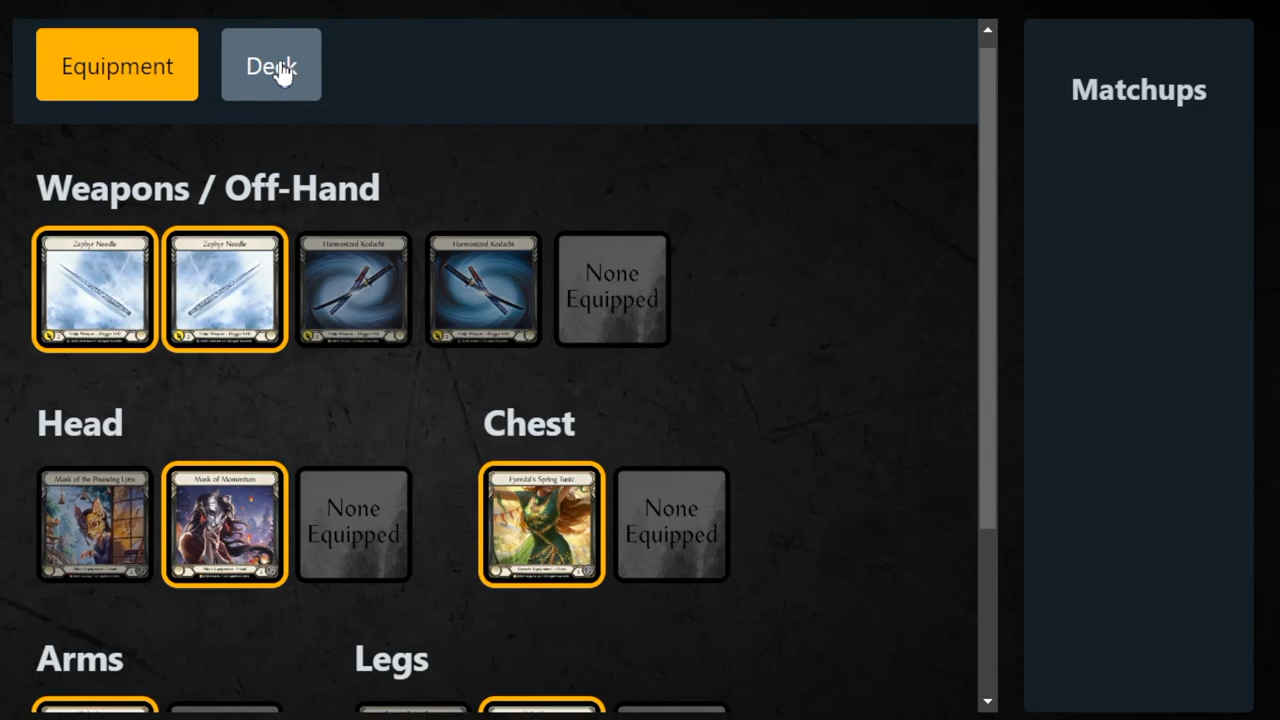 Equipment
Deck
Matchups
Weapons / Off-Hand
Zephyr Needle
Zephyr Needle
Harmonized Kodachi
Harmonized Kodachi
None
Equipped
Head
Chest
Mask of the Pouncing Lynx
Mask of Momentum
None
Equipped
Fyendal's Spring Tunic
None
Equipped
Arms
Legs